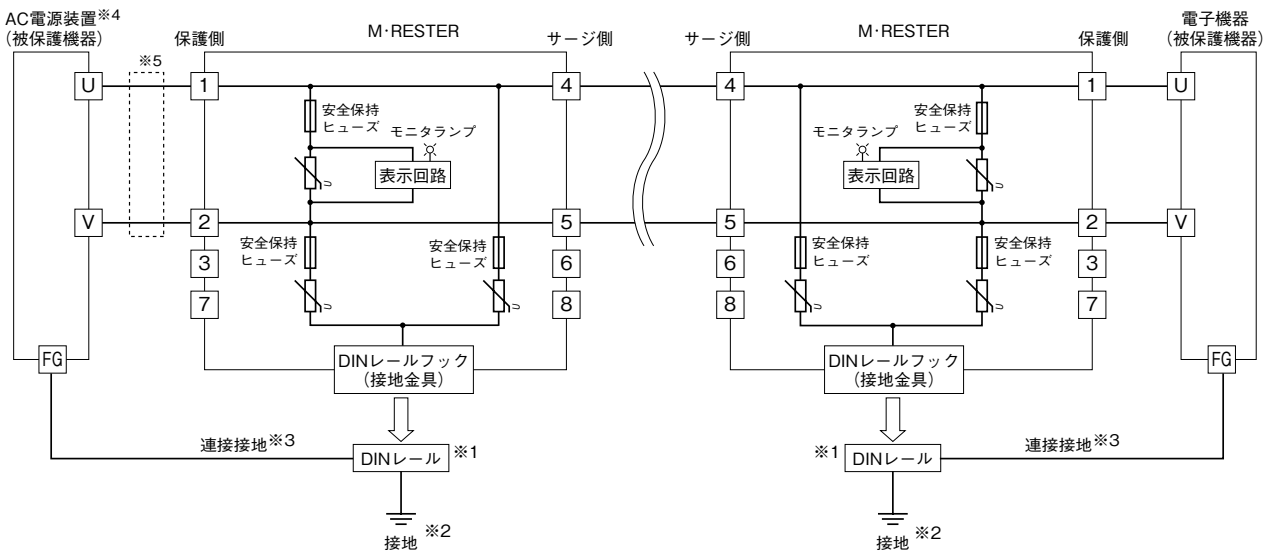 AC電源装置※4
(被保護機器)
保護側
M・RESTER
サージ側
サージ側
M・RESTER
保護側
電子機器
(被保護機器)
※5
U
1
4
4
1
U
安全保持
ヒューズ
モニタランプ
表示回路
モニタランプ
表示回路
安全保持
ヒューズ
V
2
5
5
2
V
安全保持
ヒューズ
安全保持
ヒューズ
安全保持
ヒューズ
安全保持
ヒューズ
3
6
6
3
7
8
8
7
FG
DINレールフック
(接地金具)
DINレールフック
(接地金具)
FG
連接接地※3
DINレール
※1
※1
DINレール
連接接地※3
接地
※2
接地
※2